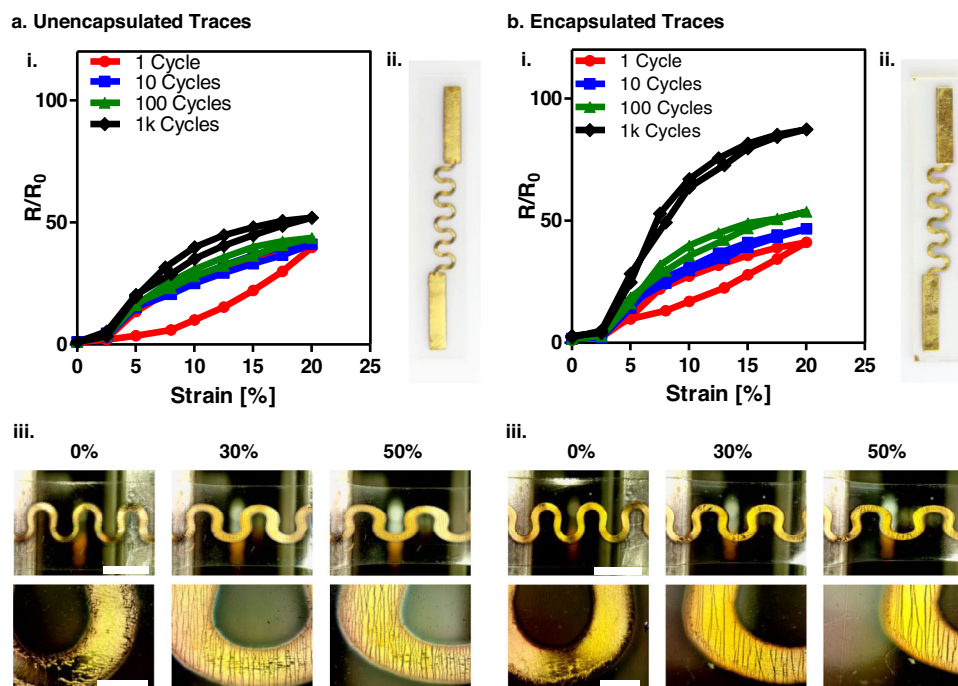 a. Unencapsulated Traces
i.
ii.
1 Cycle
10 Cycles
100 Cycles
1k Cycles
R/R0
100
50
0
0 5 10 15 20 25
Strain [%]
iii.
0% 30% 50%
b. Encapsulated Traces
i.
ii.
1 Cycle
10 Cycles
100 Cycles
1k Cycles
R/R0
100
50
0
0 5 10 15 20 25
Strain [%]
iii.
0% 30% 50%